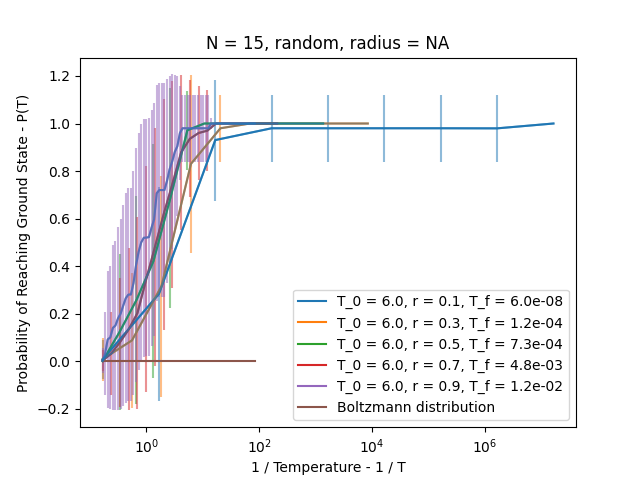 N = 15, random, radius = NA
Probability of Reaching Ground State - P(T)
1.2
1.0
0.8
0.6
0.4
0.2
0.0
−0.2
T_0 = 6.0, r = 0.1, T_f = 6.0e-08
T_0 = 6.0, r = 0.3, T_f = 1.2e-04
T_0 = 6.0, r = 0.5, T_f = 7.3e-04
T_0 = 6.0, r = 0.7, T_f = 4.8e-03
T_0 = 6.0, r = 0.9, T_f = 1.2e-02
Boltzmann distribution
10⁰ 10² 10⁴ 10⁶
1 / Temperature - 1 / T